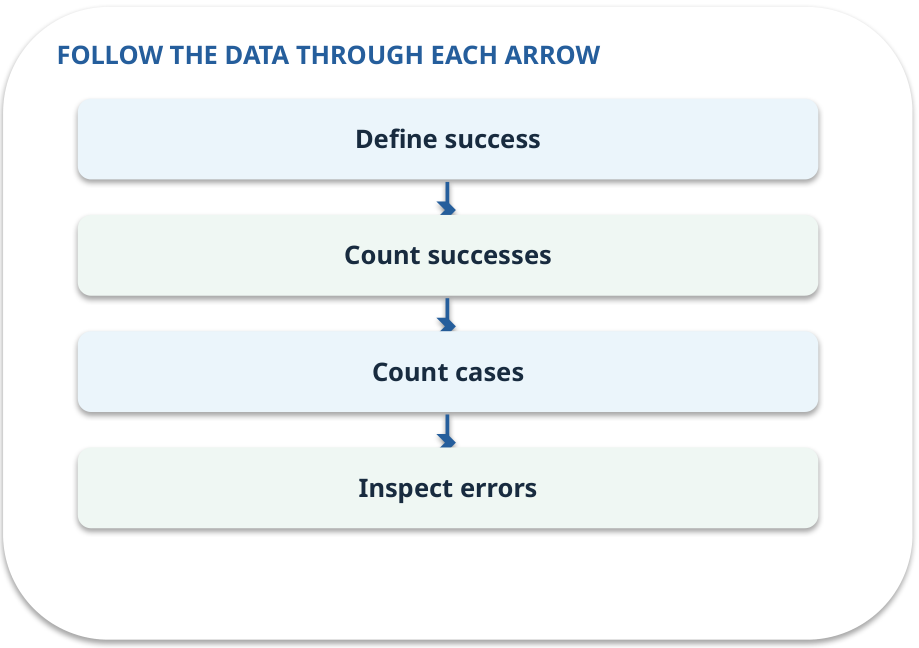 FOLLOW THE DATA THROUGH EACH ARROW
Define success
Count successes
Count cases
Inspect errors